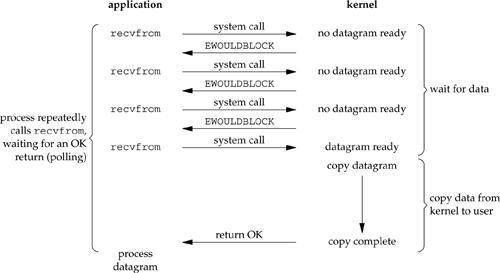 application kernel
recvfrom system call no datagram ready
EWOULDBLOCK
recvfrom system call no datagram ready
EWOULDBLOCK
recvfrom system call no datagram ready
EWOULDBLOCK
recvfrom system call datagram ready
wait for data
process repeatedly
calls recvfrom,
waiting for an OK
return (polling)
copy datagram
copy data from
kernel to user
return OK copy complete
process
datagram